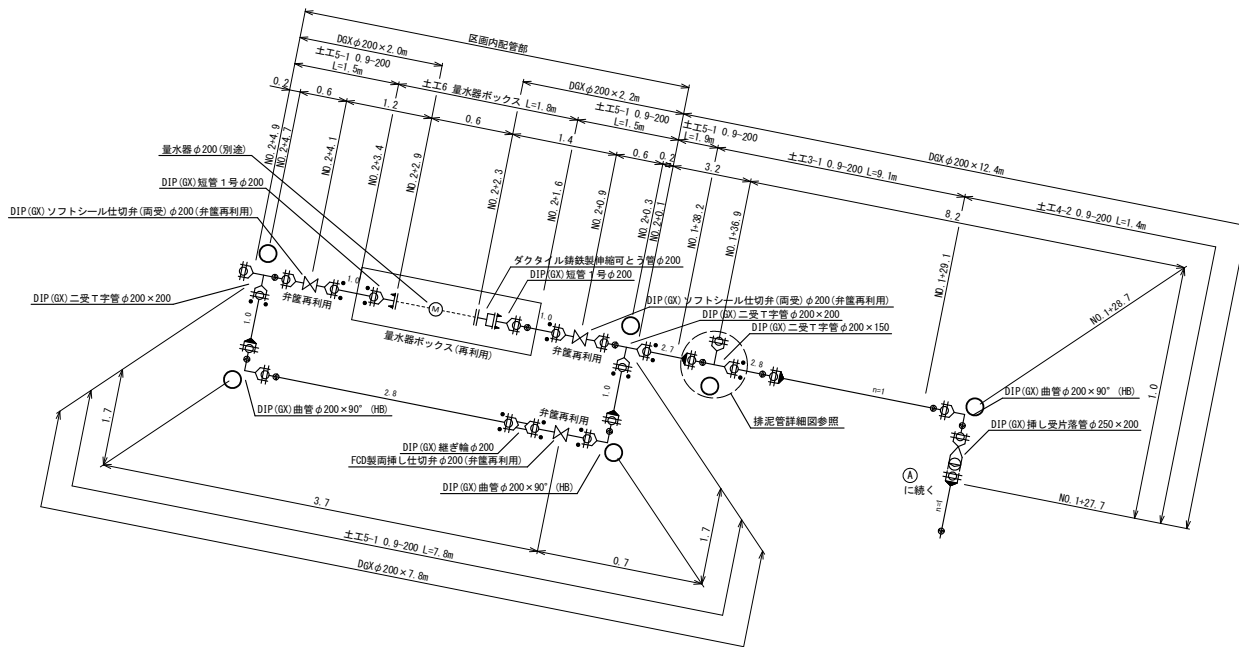 区画内配管部
DGXφ200×2.0m
土工5-1 0.9-200
L=1.5m
土工6 量水器ボックス L=1.8m
DGXφ200×2.2m
土工5-1 0.9-200
L=1.5m
土工5-1 0.9-200
L=1.9m
土工3-1 0.9-200 L=9.1m
DGXφ200×12.4m
土工4-2 0.9-200 L=1.4m
0.2
0.6
1.2
0.6
1.4
0.6
0.2
3.2
8.2
NO.2+4.9
NO.2+4.7
NO.2+4.1
NO.2+3.4
NO.2+2.9
NO.2+2.3
NO.2+1.6
NO.2+0.9
NO.2+0.3
NO.2+0.1
NO.1+38.2
NO.1+36.9
NO.1+29.1
NO.1+28.7
NO.1+27.7
1.0
量水器φ200(別途)
DIP(GX)短管1号φ200
DIP(GX)ソフトシール仕切弁(両受)φ200(弁筐再利用)
DIP(GX)二受T字管φ200×200
弁筐再利用
1.0
M
量水器ボックス(再利用)
ダクタイル鋳鉄製伸縮可とう管φ200
DIP(GX)短管1号φ200
1.0
弁筐再利用
DIP(GX)ソフトシール仕切弁(両受)φ200(弁筐再利用)
DIP(GX)二受T字管φ200×200
DIP(GX)二受T字管φ200×150
2.7
2.8
n=1
排泥管詳細図参照
DIP(GX)曲管φ200×90°(HB)
DIP(GX)挿し受片落管φ250×200
A
に続く
n=1
1.0
2.8
1.0
DIP(GX)曲管φ200×90°(HB)
弁筐再利用
DIP(GX)継ぎ輪φ200
FCD製両挿し仕切弁φ200(弁筐再利用)
DIP(GX)曲管φ200×90°(HB)
1.7
3.7
0.7
1.7
土工5-1 0.9-200 L=7.8m
DGXφ200×7.8m